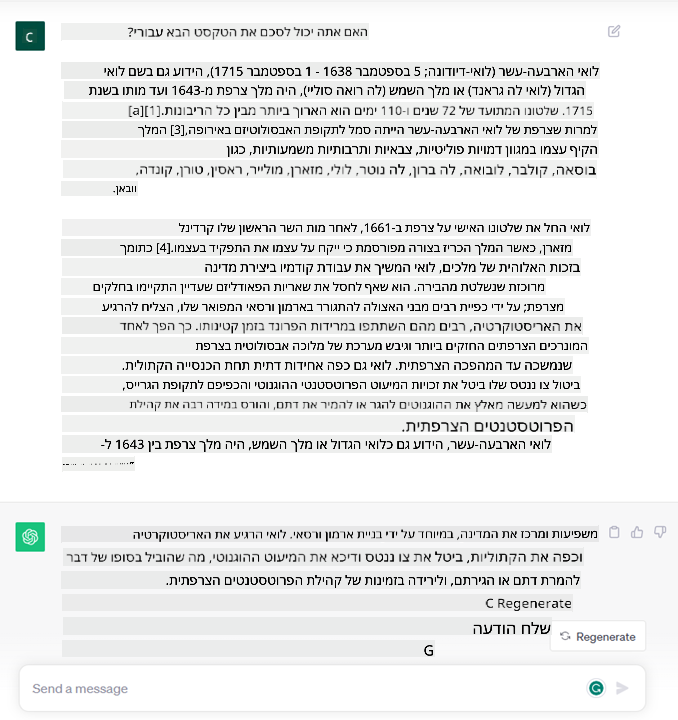 C
האם אתה יכול לסכם את הטקסט הבא עבורי?
לואי הארבעה-עשר (לואי-דיודונה; 5 בספטמבר 1638 - 1 בספטמבר 1715), הידוע גם בשם לואי
הגדול (לואי לה גראנד) או מלך השמש (לה רואה סוליי), היה מלך צרפת מ-1643 ועד מותו בשנת
1715. שלטונו המתועד של 72 שנים ו-110 ימים הוא הארוך ביותר מבין כל הריבונות.[1][a]
למרות שצרפת של לואי הארבעה-עשר הייתה סמל לתקופת האבסולוטיזם באירופה,[3] המלך
הקיף עצמו במגוון דמויות פוליטיות, צבאיות ותרבותיות משמעותיות, כגון
בוסאה, קולבר, לובואה, לה ברון, לה נוטר, לולי, מזארן, מולייר, ראסין, טורן, קונדה,
וובאן.
לואי החל את שלטונו האישי על צרפת ב-1661, לאחר מות השר הראשון שלו קרדינל
מזארן, כאשר המלך הכריז בצורה מפורסמת כי ייקח על עצמו את התפקיד בעצמו.[4] כתומך
בזכות האלוהית של מלכים, לואי המשיך את עבודת קודמיו ביצירת מדינה
מרוכזת שנשלטת מהבירה. הוא שאף לחסל את שאריות הפאודליזם שעדיין התקיימו בחלקים
מצרפת; על ידי כפיית רבים מבני האצולה להתגורר בארמון ורסאי המפואר שלו, הצליח להרגיע
את האריסטוקרטיה, רבים מהם השתתפו במרידות הפרונד בזמן קטינותו. כך הפך לאחד
המונרכים הצרפתים החזקים ביותר וגיבש מערכת של מלוכה אבסולוטית בצרפת
שנמשכה עד המהפכה הצרפתית. לואי גם כפה אחידות דתית תחת הכנסייה הקתולית.
ביטול צו ננטס שלו ביטל את זכויות המיעוט הפרוטסטנטי ההוגנוטי והכפיפם לתקופת הגרייס,
כשהוא למעשה מאלץ את ההוגנוטים להגר או להמיר את דתם, והורס במידה רבה את קהילת
הפרוטסטנטים הצרפתית.
לואי הארבעה-עשר, הידוע גם כלואי הגדול או מלך השמש, היה מלך צרפת בין 1643 ל-
משפיעות ומרכז את המדינה, במיוחד על ידי בניית ארמון ורסאי. לואי הרגיע את האריסטוקרטיה
וכפה את הקתוליות, ביטל את צו ננטס ודיכא את המיעוט ההוגנוטי, מה שהוביל בסופו של דבר
להמרת דתם או הגירתם, ולירידה בזמינות של קהילת הפרוטסטנטים הצרפתית.
C Regenerate
שלח הודעה
Regenerate
G
Send a message